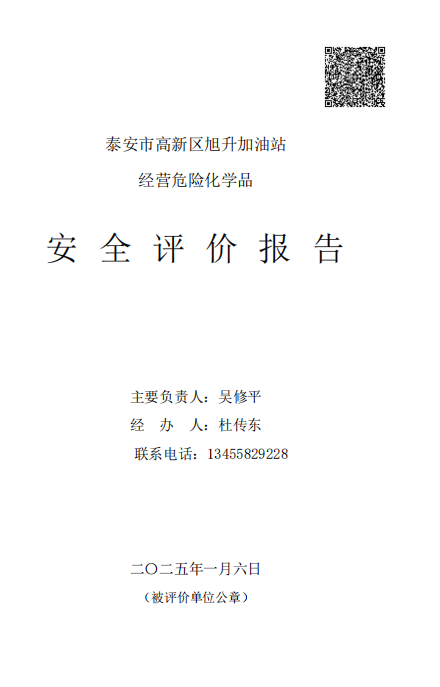 泰安市高新区旭升加油站
经营危险化学品
安全评价报告
主要负责人：吴修平
经 办 人：杜传东
联系电话：13455829228
二〇二五年一月六日
（被评价单位公章）